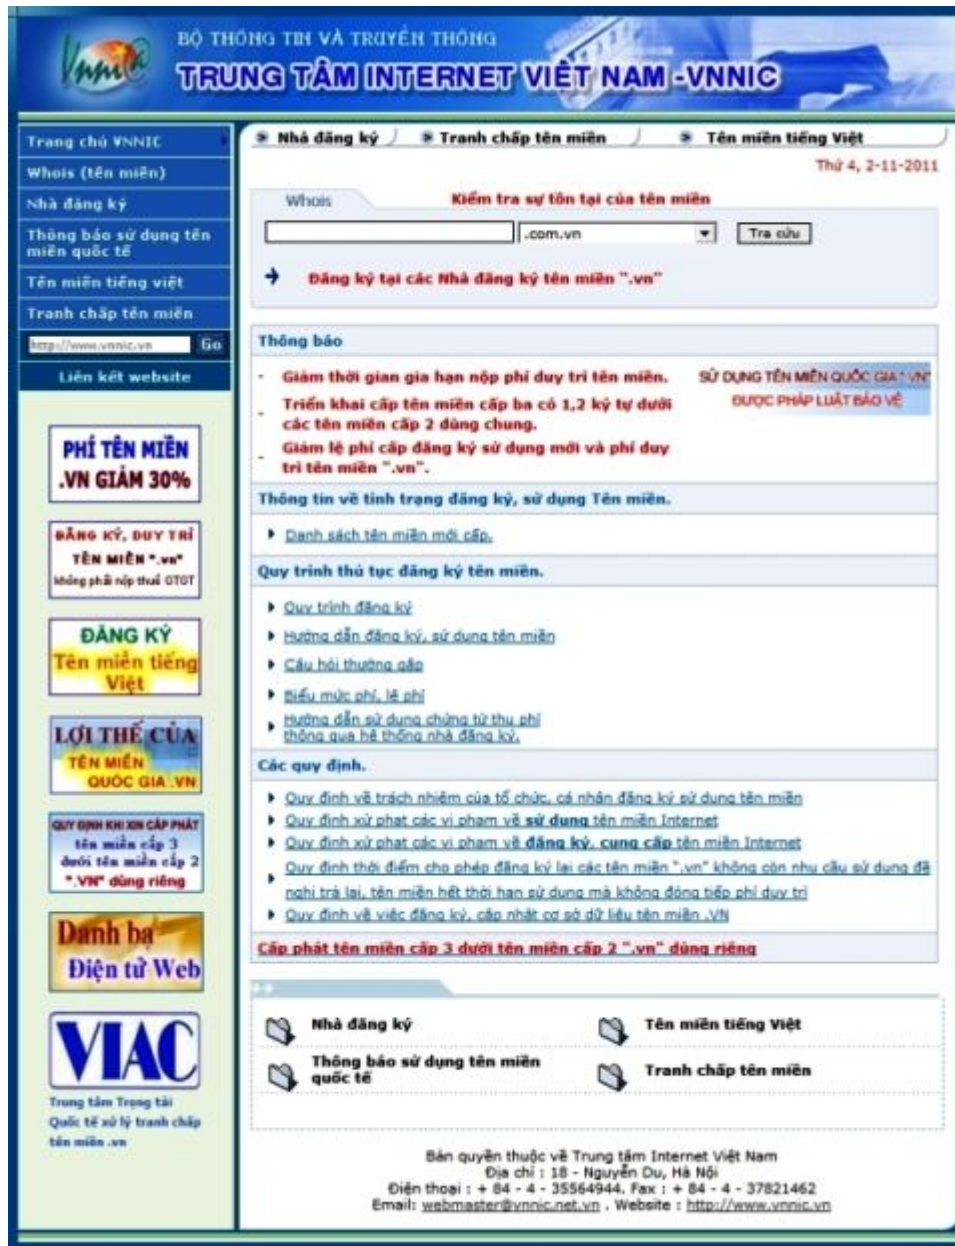 Vnnic
BỘ THÔNG TIN VÀ TRUYỀN THÔNG
TRUNG TÂM INTERNET VIỆT NAM -VNNIC
Trang chủ VNNIC
Whois (tên miền)
Nhà đăng ký
Thông báo sử dụng tên
miền quốc tế
Tên miền tiếng việt
Tranh chấp tên miền
http://www.vnnic.vn Go
Liên kết website
PHÍ TÊN MIỀN
.VN GIẢM 30%
ĐĂNG KÝ, DUY TRÌ
TÊN MIỀN ".vn"
không phải nộp thuế GTGT
ĐĂNG KÝ
Tên miền tiếng
Việt
LỢI THẾ CỦA
TÊN MIỀN
QUỐC GIA .VN
QUY ĐỊNH KHI XIN CẤP PHÁT
tên miền cấp 3
dưới tên miền cấp 2
".VN" dùng riêng
Danh bạ
Điện tử Web
VIAC
Trung tâm Trọng tài
Quốc tế xử lý tranh chấp
tên miền .vn
Nhà đăng ký
Tranh chấp tên miền
Tên miền tiếng Việt
Thứ 4, 2-11-2011
Whois
Kiểm tra sự tồn tại của tên miền
.com.vn
Tra cứu
Đăng ký tại các Nhà đăng ký tên miền ".vn"
Thông báo
- Giảm thời gian gia hạn nộp phí duy trì tên miền.
- Triển khai cấp tên miền cấp ba có 1,2 ký tự dưới
các tên miền cấp 2 dùng chung.
- Giảm lệ phí cấp đăng ký sử dụng mới và phí duy
trì tên miền ".vn".
SỬ DỤNG TÊN MIỀN QUỐC GIA ".VN"
ĐƯỢC PHÁP LUẬT BẢO VỆ
Thông tin về tình trạng đăng ký, sử dụng Tên miền.
Danh sách tên miền mới cấp.
Quy trình thủ tục đăng ký tên miền.
Quy trình đăng ký
Hướng dẫn đăng ký, sử dụng tên miền
Câu hỏi thường gặp
Biểu mức phí, lệ phí
Hướng dẫn sử dụng chứng từ thu phí
thông qua hệ thống nhà đăng ký.
Các quy định.
Quy định về trách nhiệm của tổ chức, cá nhân đăng ký sử dụng tên miền
Quy định xử phạt các vi phạm về sử dụng tên miền Internet
Quy định xử phạt các vi phạm về đăng ký, cung cấp tên miền Internet
Quy định thời điểm cho phép đăng ký lại các tên miền ".vn" không còn nhu cầu sử dụng đề
nghị trả lại, tên miền hết thời hạn sử dụng mà không đóng tiếp phí duy trì
Quy định về việc đăng ký, cập nhật cơ sở dữ liệu tên miền .VN
Cấp phát tên miền cấp 3 dưới tên miền cấp 2 ".vn" dùng riêng
Nhà đăng ký
Tên miền tiếng Việt
Thông báo sử dụng tên miền
quốc tế
Tranh chấp tên miền
Bản quyền thuộc về Trung tâm Internet Việt Nam
Địa chỉ : 18 - Nguyễn Du, Hà Nội
Điện thoại : + 84 - 4 - 35564944. Fax : + 84 - 4 - 37821462
Email: webmaster@vnnic.net.vn . Website : http://www.vnnic.vn